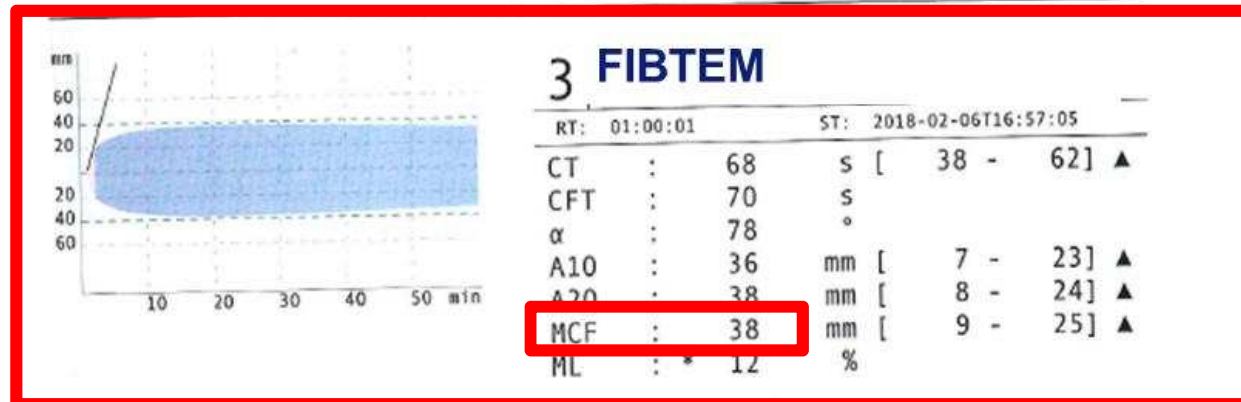 mm
60
40
20
20
40
60
10 20 30 40 50 min
3 FIBTEM
RT: 01:00:01 ST: 2018-02-06T16:57:05
CT : 68 s [ 38 - 62] ▲
CFT : 70 s
α : 78 °
A10 : 36 mm [ 7 - 23] ▲
A20 : 38 mm [ 8 - 24] ▲
MCF : 38 mm [ 9 - 25] ▲
ML : * 12 %